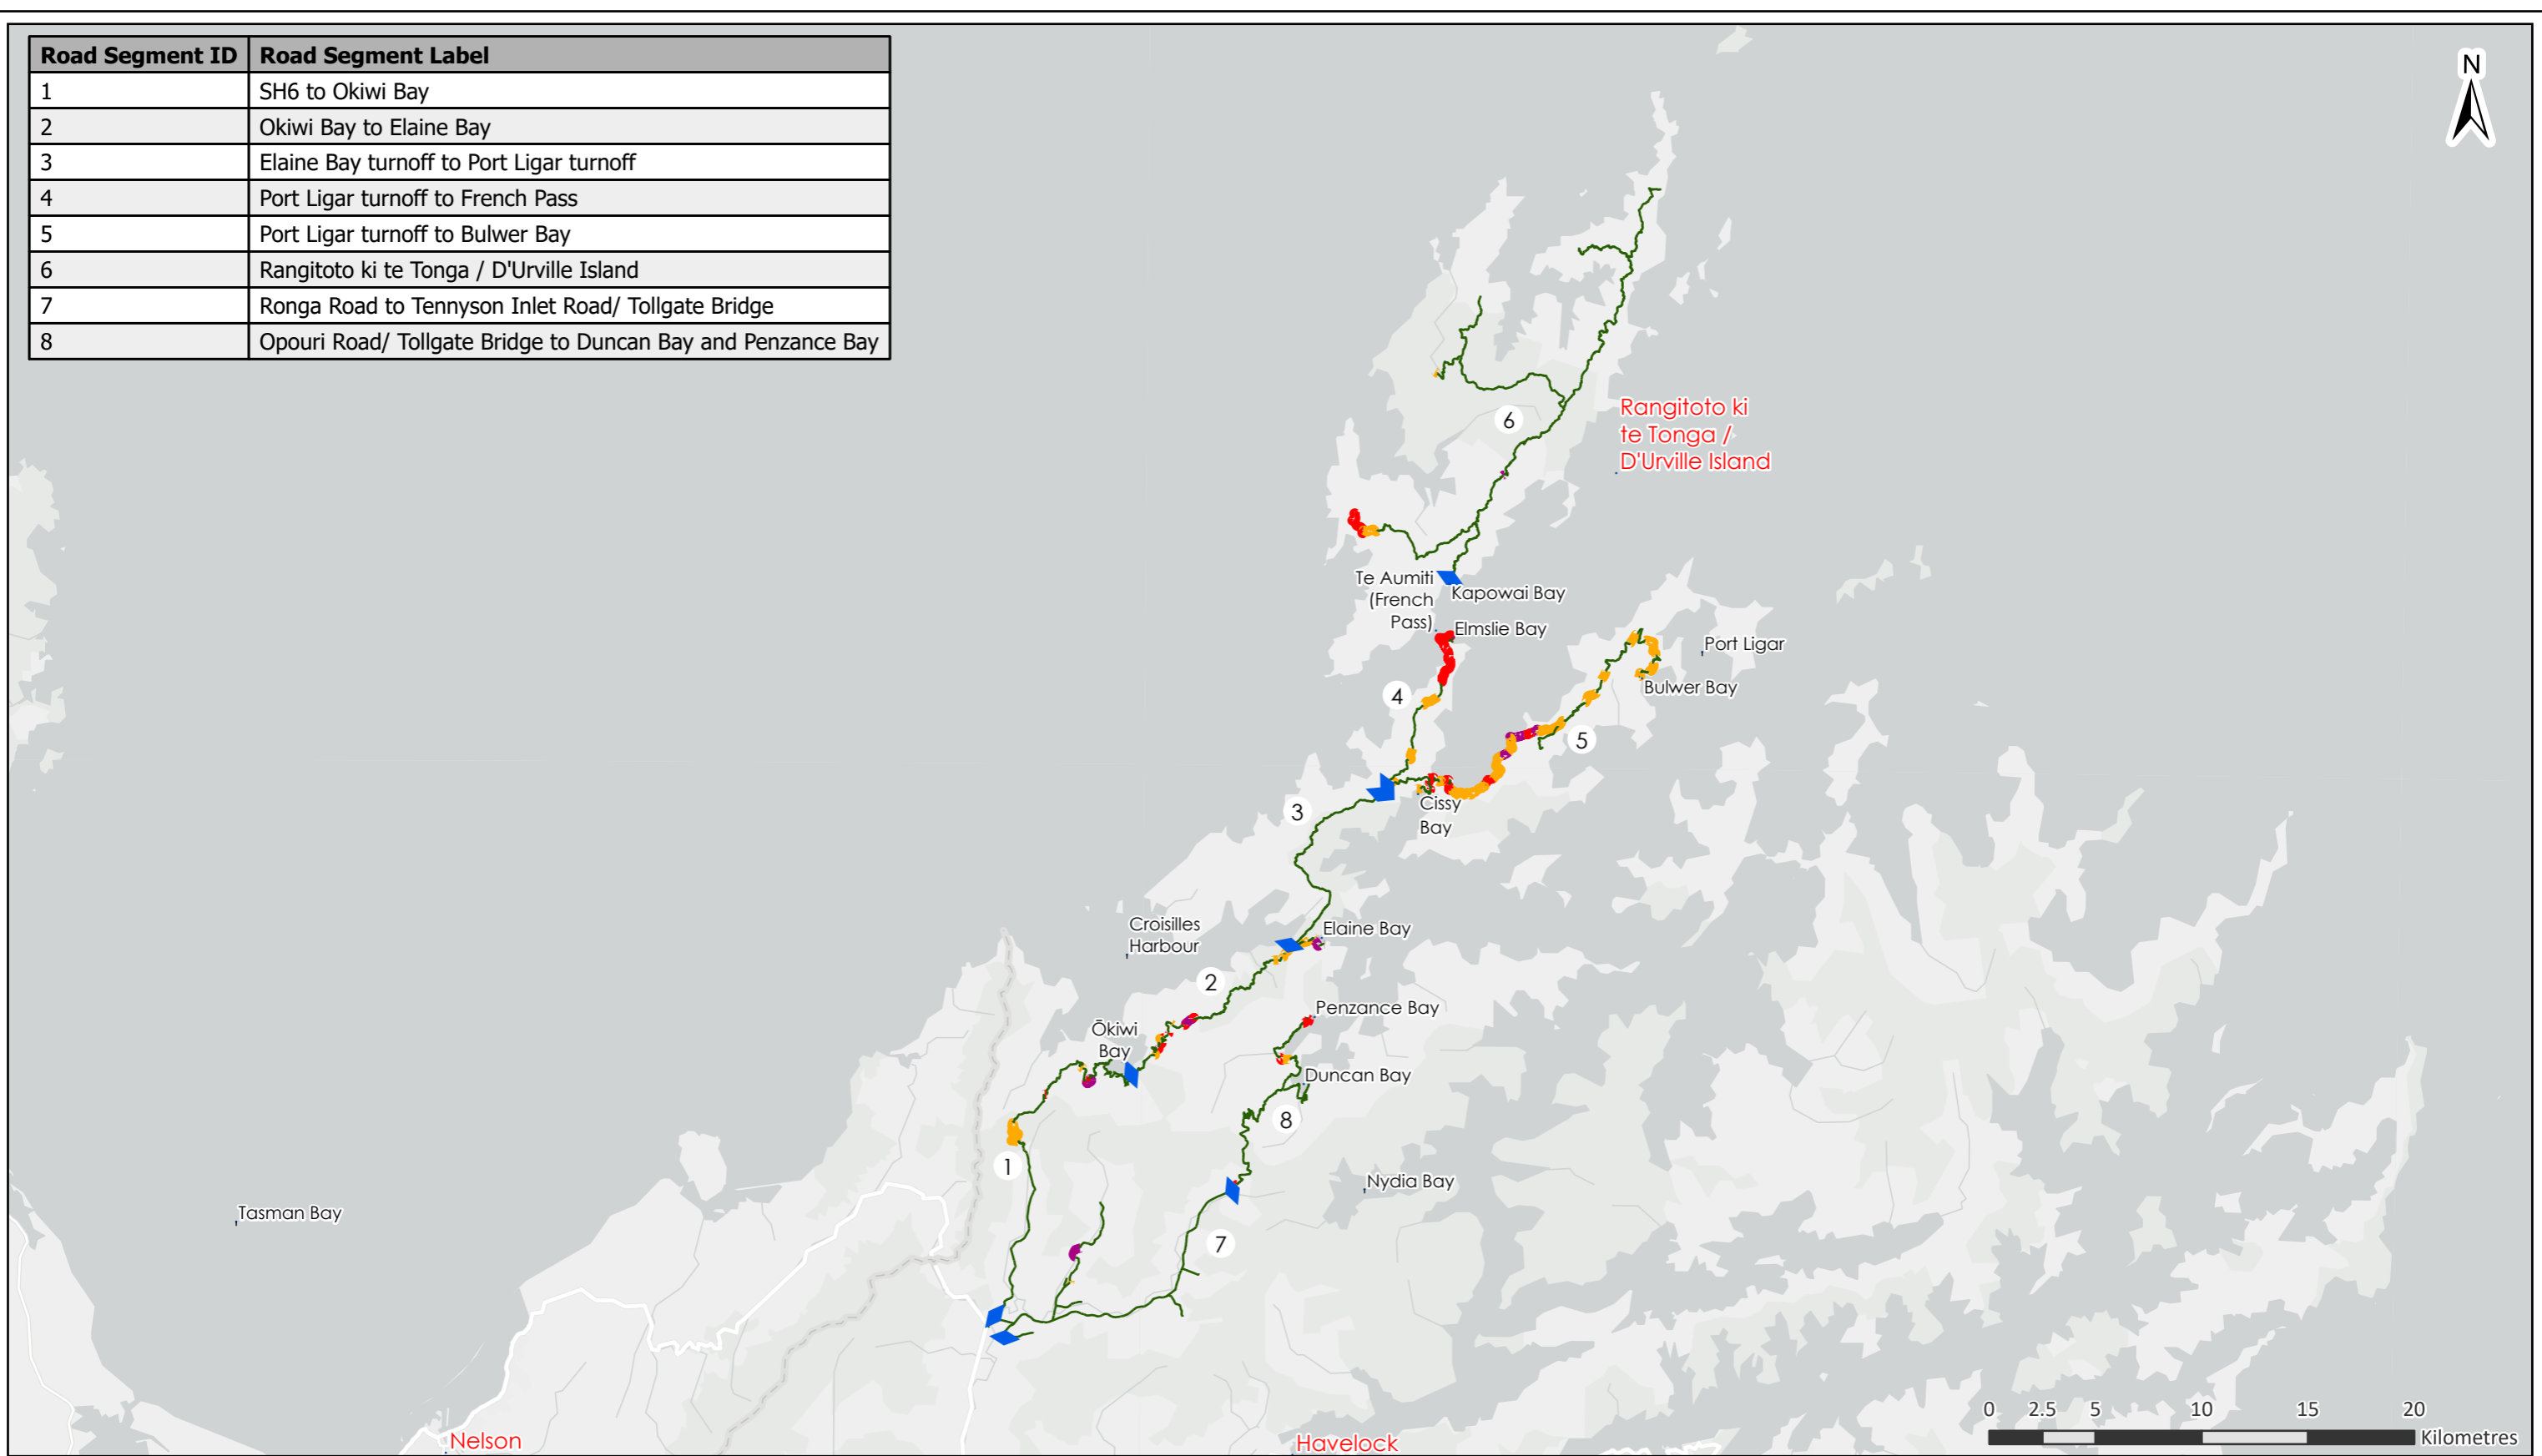 Road Segment ID Road Segment Label
1 SH6 to Okiwi Bay
2 Okiwi Bay to Elaine Bay
3 Elaine Bay turnoff to Port Ligar turnoff
4 Port Ligar turnoff to French Pass
5 Port Ligar turnoff to Bulwer Bay
6 Rangitoto ki te Tonga / D'Urville Island
7 Ronga Road to Tennyson Inlet Road/ Tollgate Bridge
8 Opouri Road/ Tollgate Bridge to Duncan Bay and Penzance Bay
N
6
Rangitoto ki
te Tonga /
D'Urville Island
Te Aumiti
(French
Pass)
Kapowai Bay
Elmslie Bay
Port Ligar
Bulwer Bay
4
5
3
Cissy
Bay
Croisilles
Harbour
Elaine Bay
2
Penzance Bay
Ōkiwi
Bay
Duncan Bay
8
1
Nydia Bay
Tasman Bay
7
0 2.5 5 10 15 20
Kilometres
Nelson
Havelock